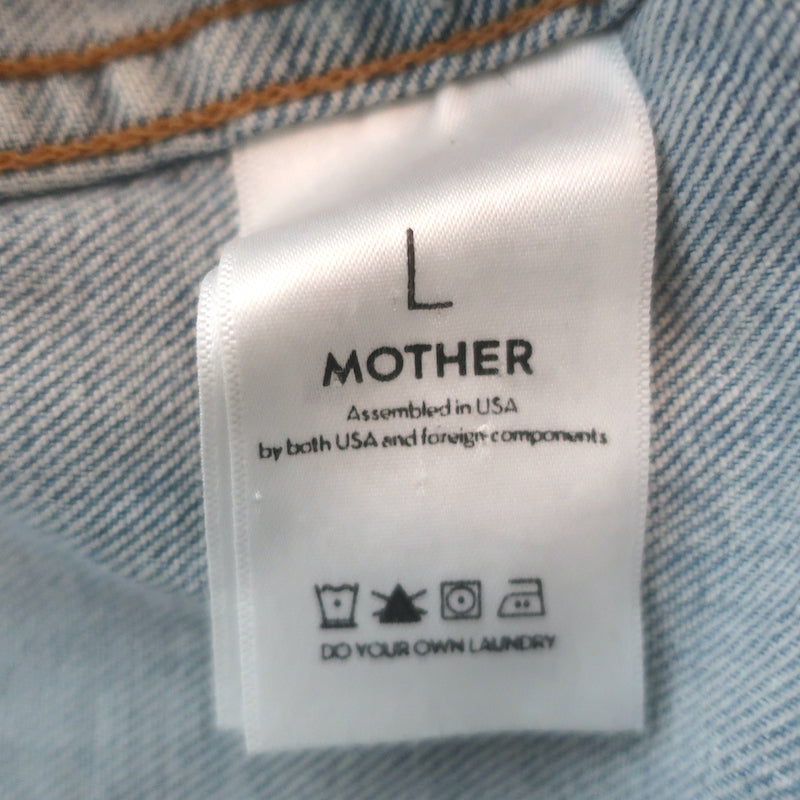 L
MOTHER
Assembled in USA
by both USA and foreign components
DO YOUR OWN LAUNDRY